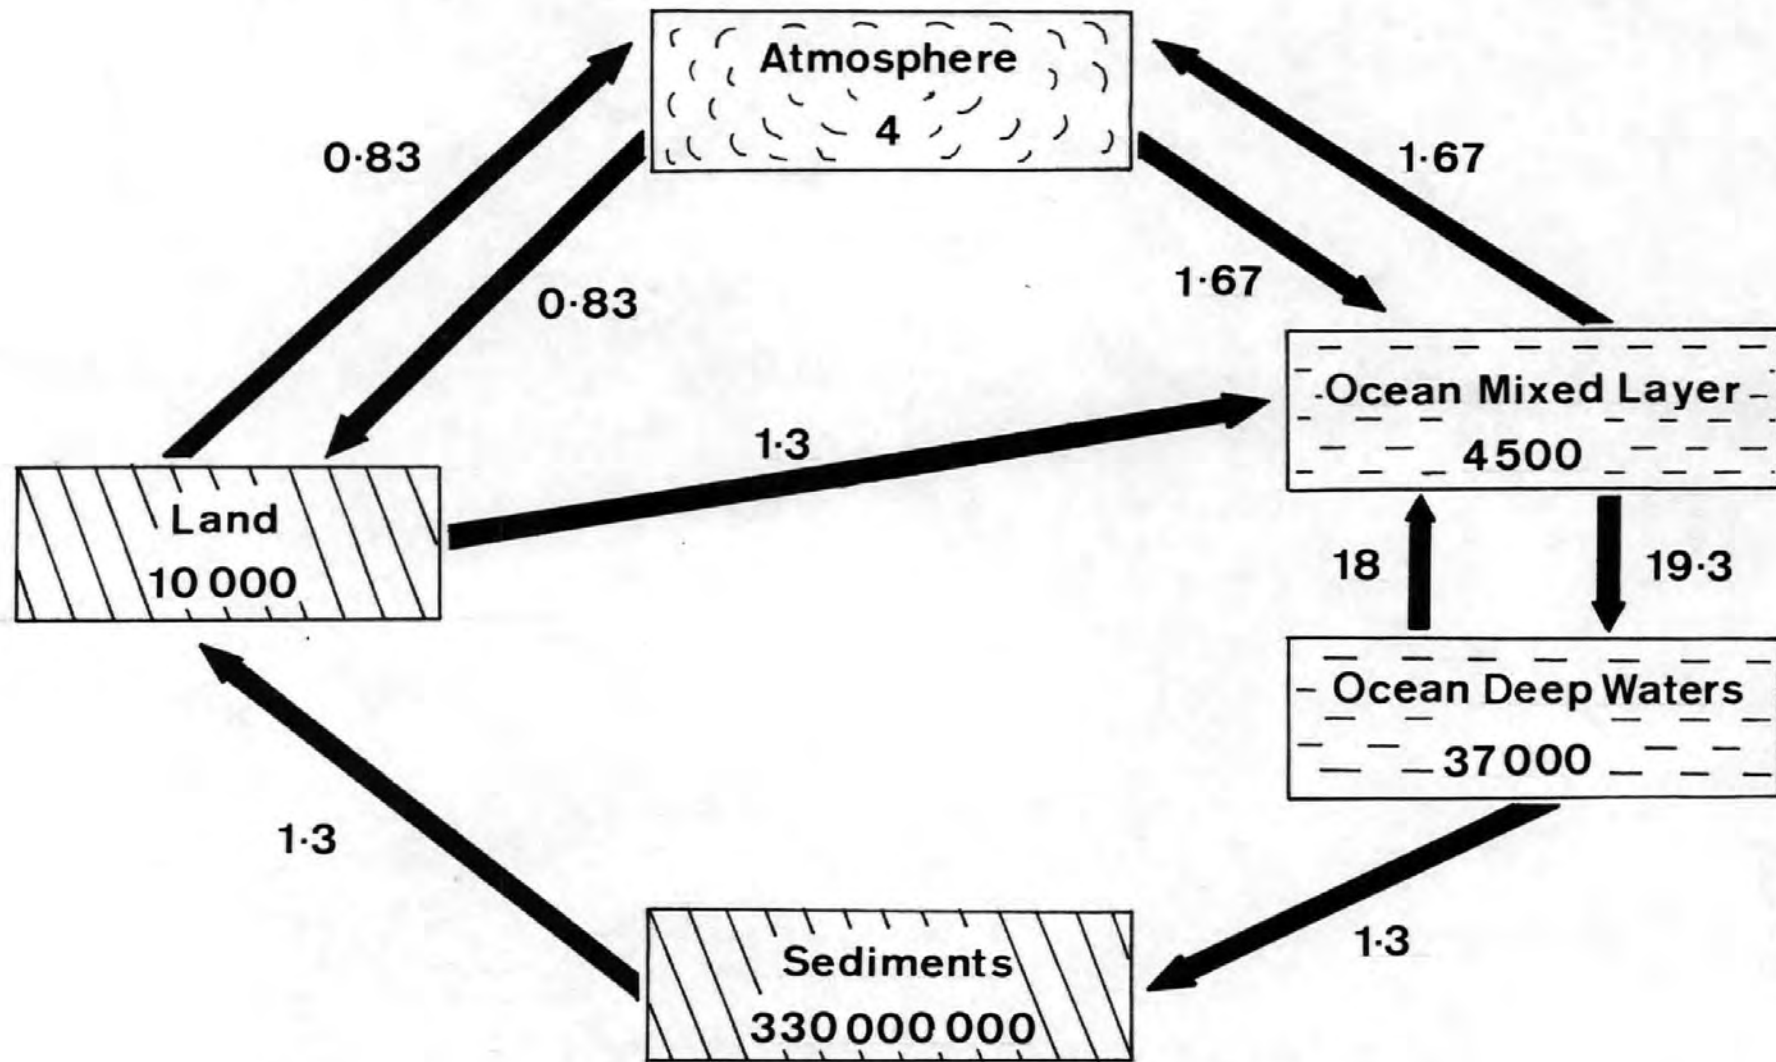 Atmosphere
4
0·83
1·67
0·83
1·67
Ocean Mixed Layer
4500
1·3
Land
10 000
18
19·3
Ocean Deep Waters
37000
1·3
1·3
Sediments
330 000 000